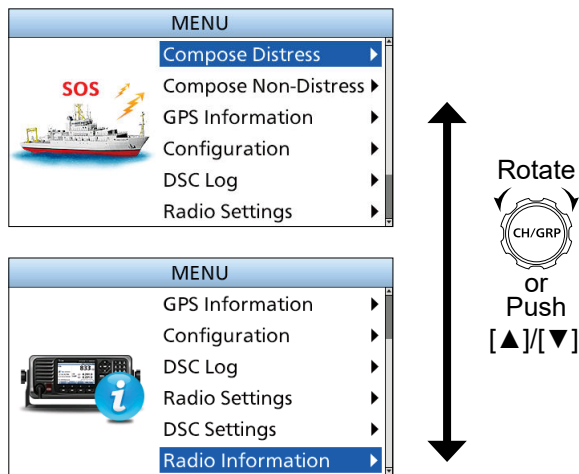 MENU
Compose Distress
Compose Non-Distress
GPS Information
Configuration
DSC Log
Radio Settings
SOS
MENU
GPS Information
Configuration
DSC Log
Radio Settings
DSC Settings
Radio Information
Rotate
CH/GRP
or
Push
[▲]/[▼]